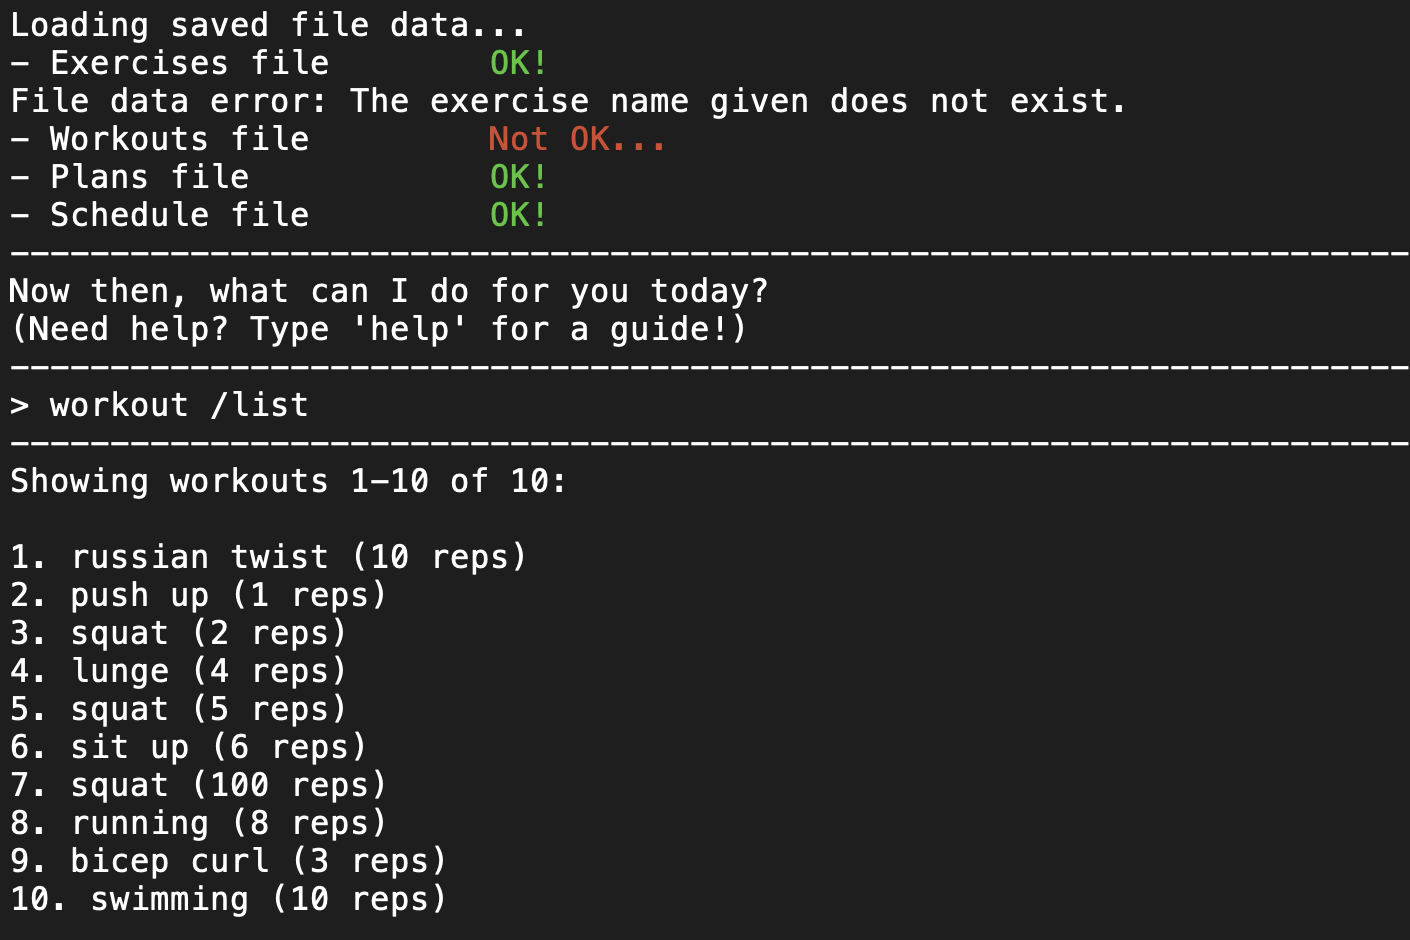 Loading saved file data...
- Exercises file        OK!
File data error: The exercise name given does not exist.
- Workouts file         Not OK...
- Plans file            OK!
- Schedule file         OK!
----------------------------------------------------------------------
Now then, what can I do for you today?
(Need help? Type 'help' for a guide!)
----------------------------------------------------------------------
> workout /list
----------------------------------------------------------------------
Showing workouts 1-10 of 10:

1. russian twist (10 reps)
2. push up (1 reps)
3. squat (2 reps)
4. lunge (4 reps)
5. squat (5 reps)
6. sit up (6 reps)
7. squat (100 reps)
8. running (8 reps)
9. bicep curl (3 reps)
10. swimming (10 reps)